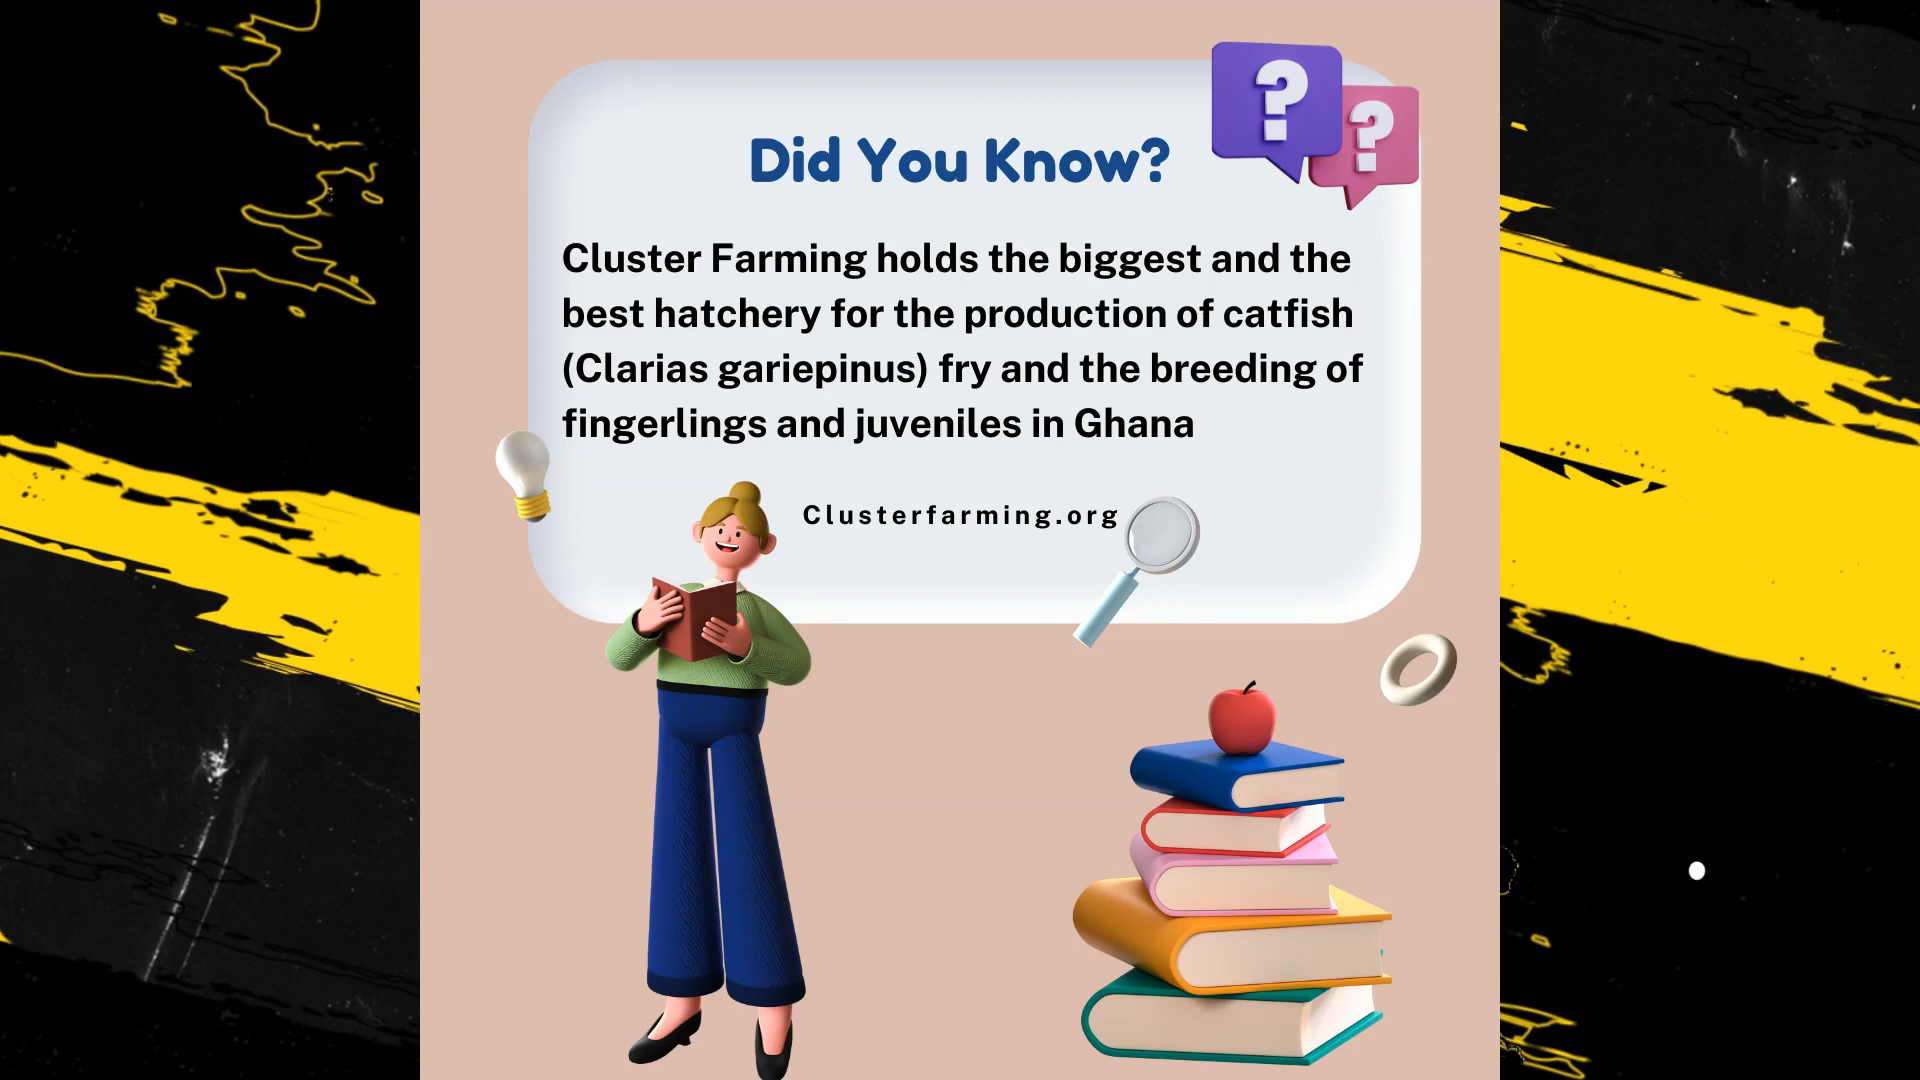 ? ?
Did You Know?
Cluster Farming holds the biggest and the
best hatchery for the production of catfish
(Clarias gariepinus) fry and the breeding of
fingerlings and juveniles in Ghana
Clusterfarming.org